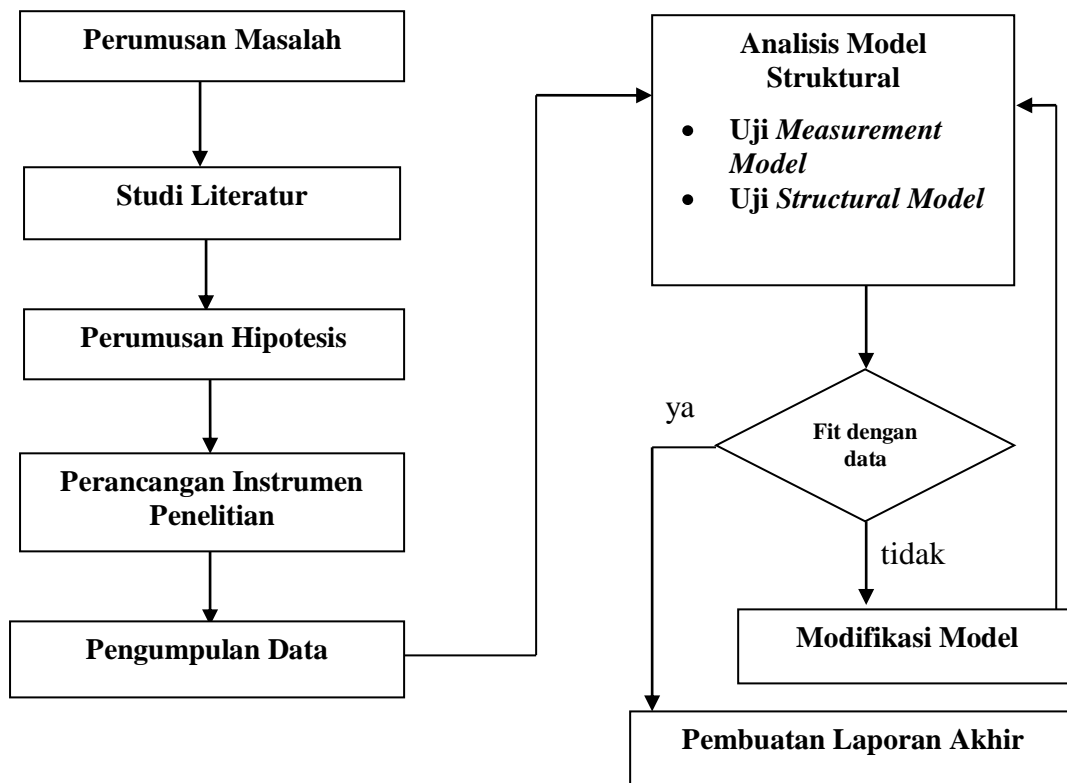 Perumusan Masalah
Studi Literatur
Perumusan Hipotesis
Perancangan Instrumen
Penelitian
Pengumpulan Data
Analisis Model
Struktural
• Uji Measurement
Model
• Uji Structural Model
Fit dengan
data
ya
tidak
Modifikasi Model
Pembuatan Laporan Akhir